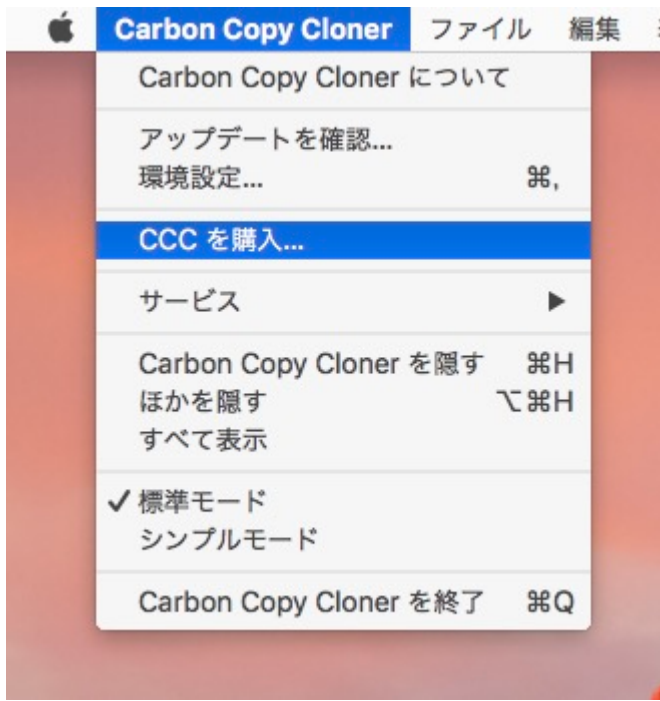 Carbon Copy Cloner ファイル 編集
Carbon Copy Cloner について
アップデートを確認...
環境設定... ⌘,
CCC を購入...
サービス ▶
Carbon Copy Cloner を隠す ⌘H
ほかを隠す ⌥⌘H
すべて表示
✓ 標準モード
シンプルモード
Carbon Copy Cloner を終了 ⌘Q